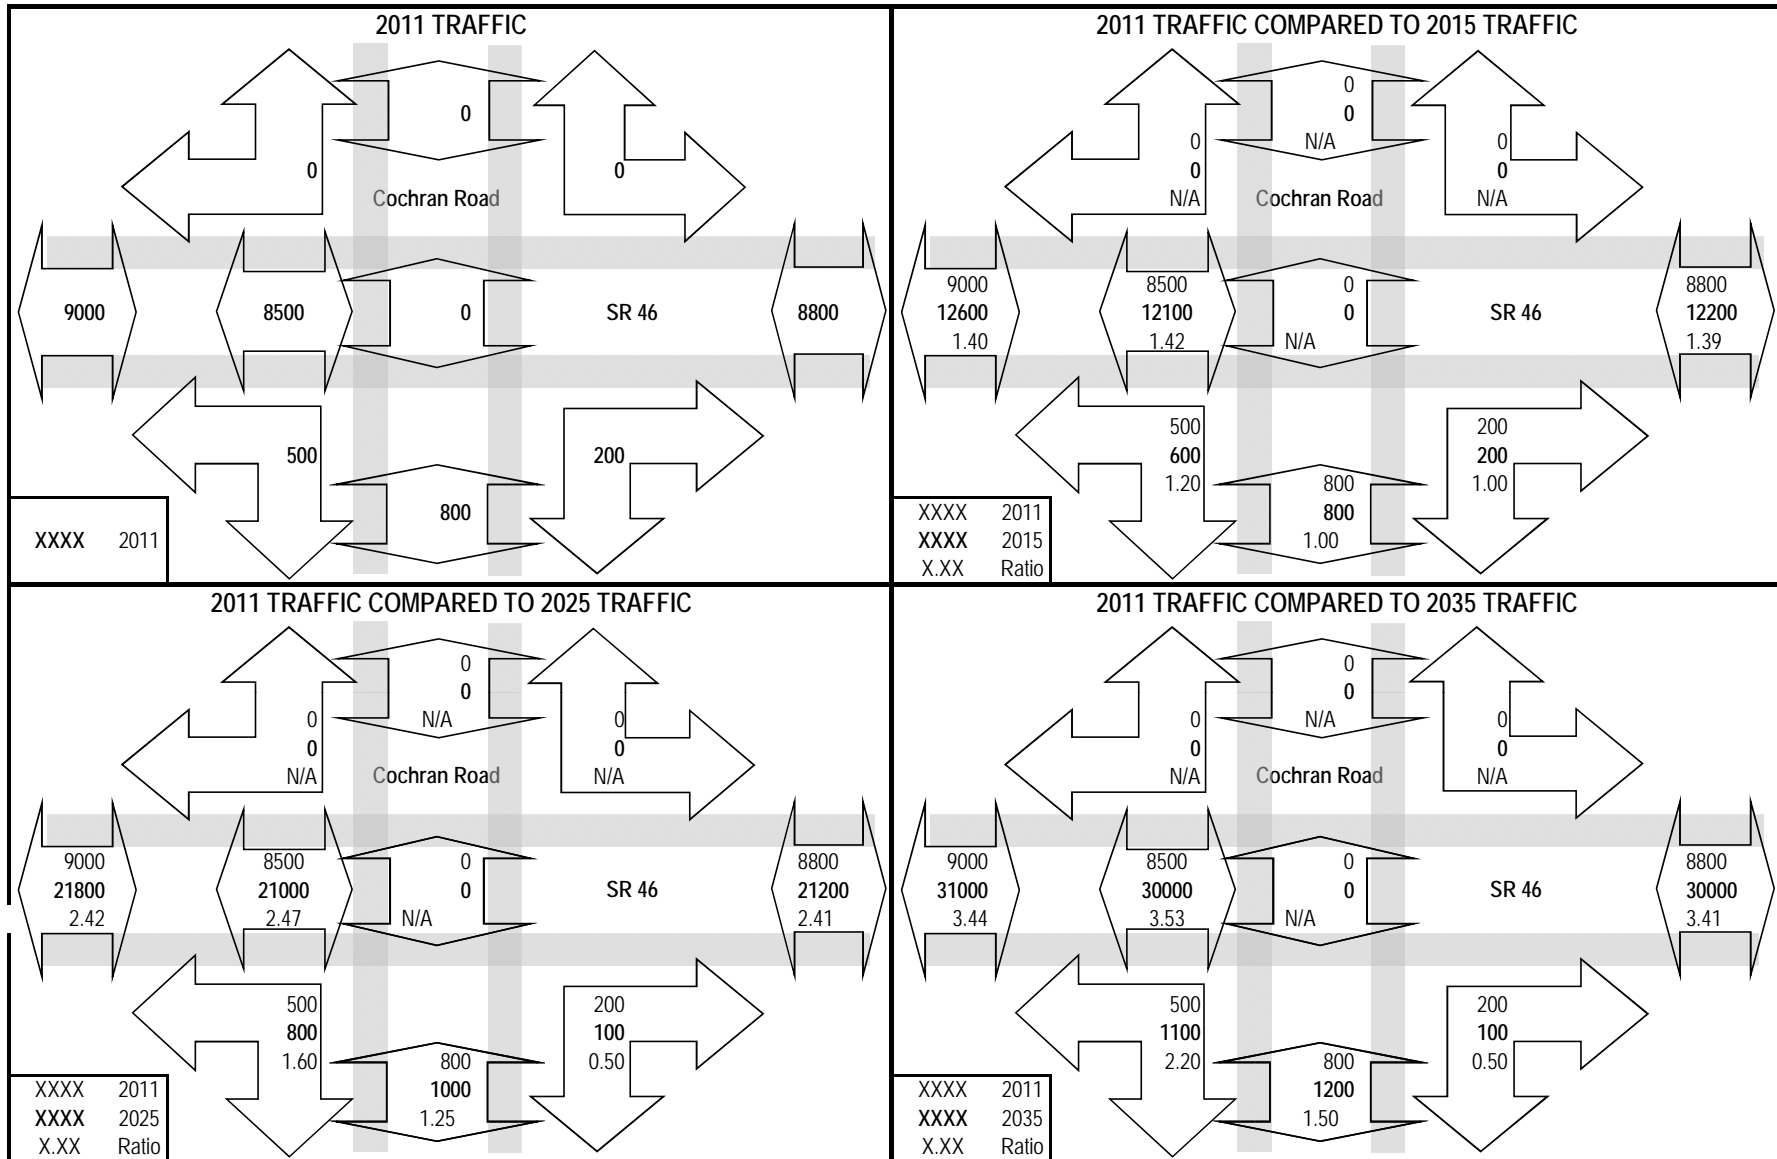 2011 TRAFFIC
0
0
0
Cochran Road
9000
8500
0
SR 46
8800
500
200
800
XXXX 2011
2011 TRAFFIC COMPARED TO 2015 TRAFFIC
0
0
N/A
0
0
N/A
0
0
N/A
Cochran Road
9000
12600
1.40
8500
12100
1.42
0
0
N/A
SR 46
8800
12200
1.39
500
600
1.20
200
200
1.00
800
800
1.00
XXXX 2011
XXXX 2015
X.XX Ratio
2011 TRAFFIC COMPARED TO 2025 TRAFFIC
0
0
N/A
0
0
N/A
0
0
N/A
Cochran Road
9000
21800
2.42
8500
21000
2.47
0
0
N/A
SR 46
8800
21200
2.41
500
800
1.60
200
100
0.50
800
1000
1.25
XXXX 2011
XXXX 2025
X.XX Ratio
2011 TRAFFIC COMPARED TO 2035 TRAFFIC
0
0
N/A
0
0
N/A
0
0
N/A
Cochran Road
9000
31000
3.44
8500
30000
3.53
0
0
N/A
SR 46
8800
30000
3.41
500
1100
2.20
200
100
0.50
800
1200
1.50
XXXX 2011
XXXX 2035
X.XX Ratio